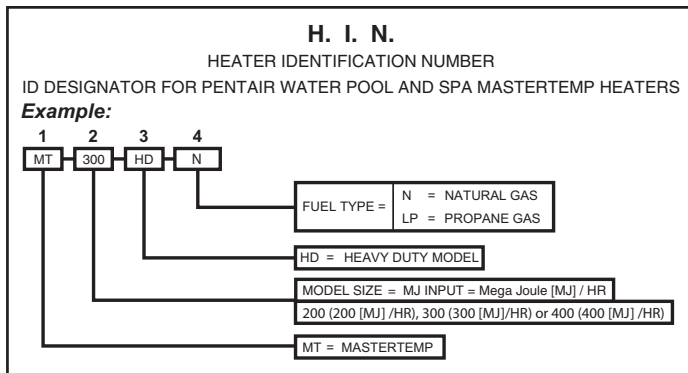 H. I. N.
HEATER IDENTIFICATION NUMBER
ID DESIGNATOR FOR PENTAIR WATER POOL AND SPA MASTERTEMP HEATERS
Example:
1 2 3 4
MT 300 HD N
FUEL TYPE = N = NATURAL GAS
LP = PROPANE GAS
HD = HEAVY DUTY MODEL
MODEL SIZE = MJ INPUT = Mega Joule [MJ] / HR
200 (200 [MJ] /HR), 300 (300 [MJ]/HR) or 400 (400 [MJ] /HR)
MT = MASTERTEMP